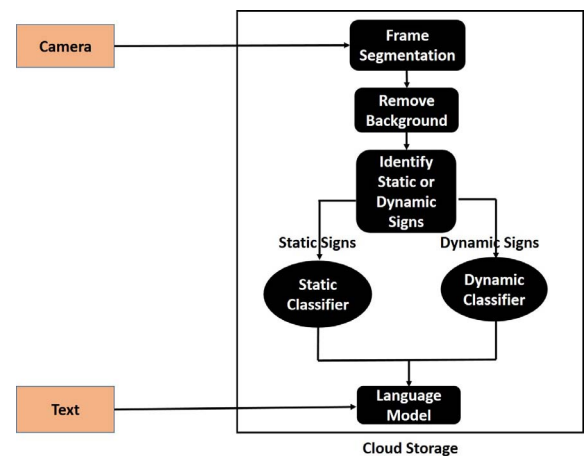 Camera
Frame
Segmentation
Remove
Background
Identify
Static or
Dynamic
Signs
Static Signs
Dynamic Signs
Static
Classifier
Dynamic
Classifier
Text
Language
Model
Cloud Storage